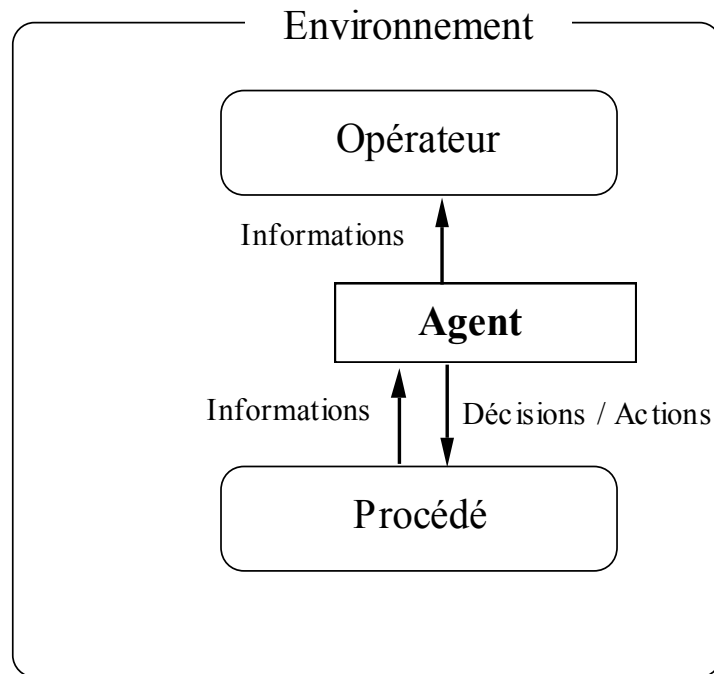 Environnement
Opérateur
Informations
Agent
Informations
Décisions / Actions
Procédé